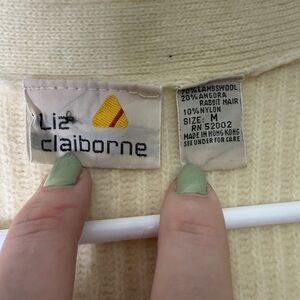 Liz
claiborne
70% LAMBSWOOL
20% ANGORA
RABBIT HAIR
10% NYLON
SIZE: M
RN 52002
MADE IN HONG KONG
SEE UNDER FOR CARE